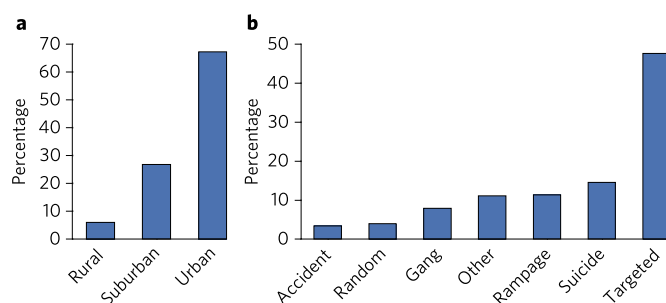 a
70
60
50
40
30
20
10
0
Percentage
Rural
Suburban
Urban
b
50
40
30
20
10
0
Percentage
Accident
Random
Gang
Other
Rampage
Suicide
Targeted